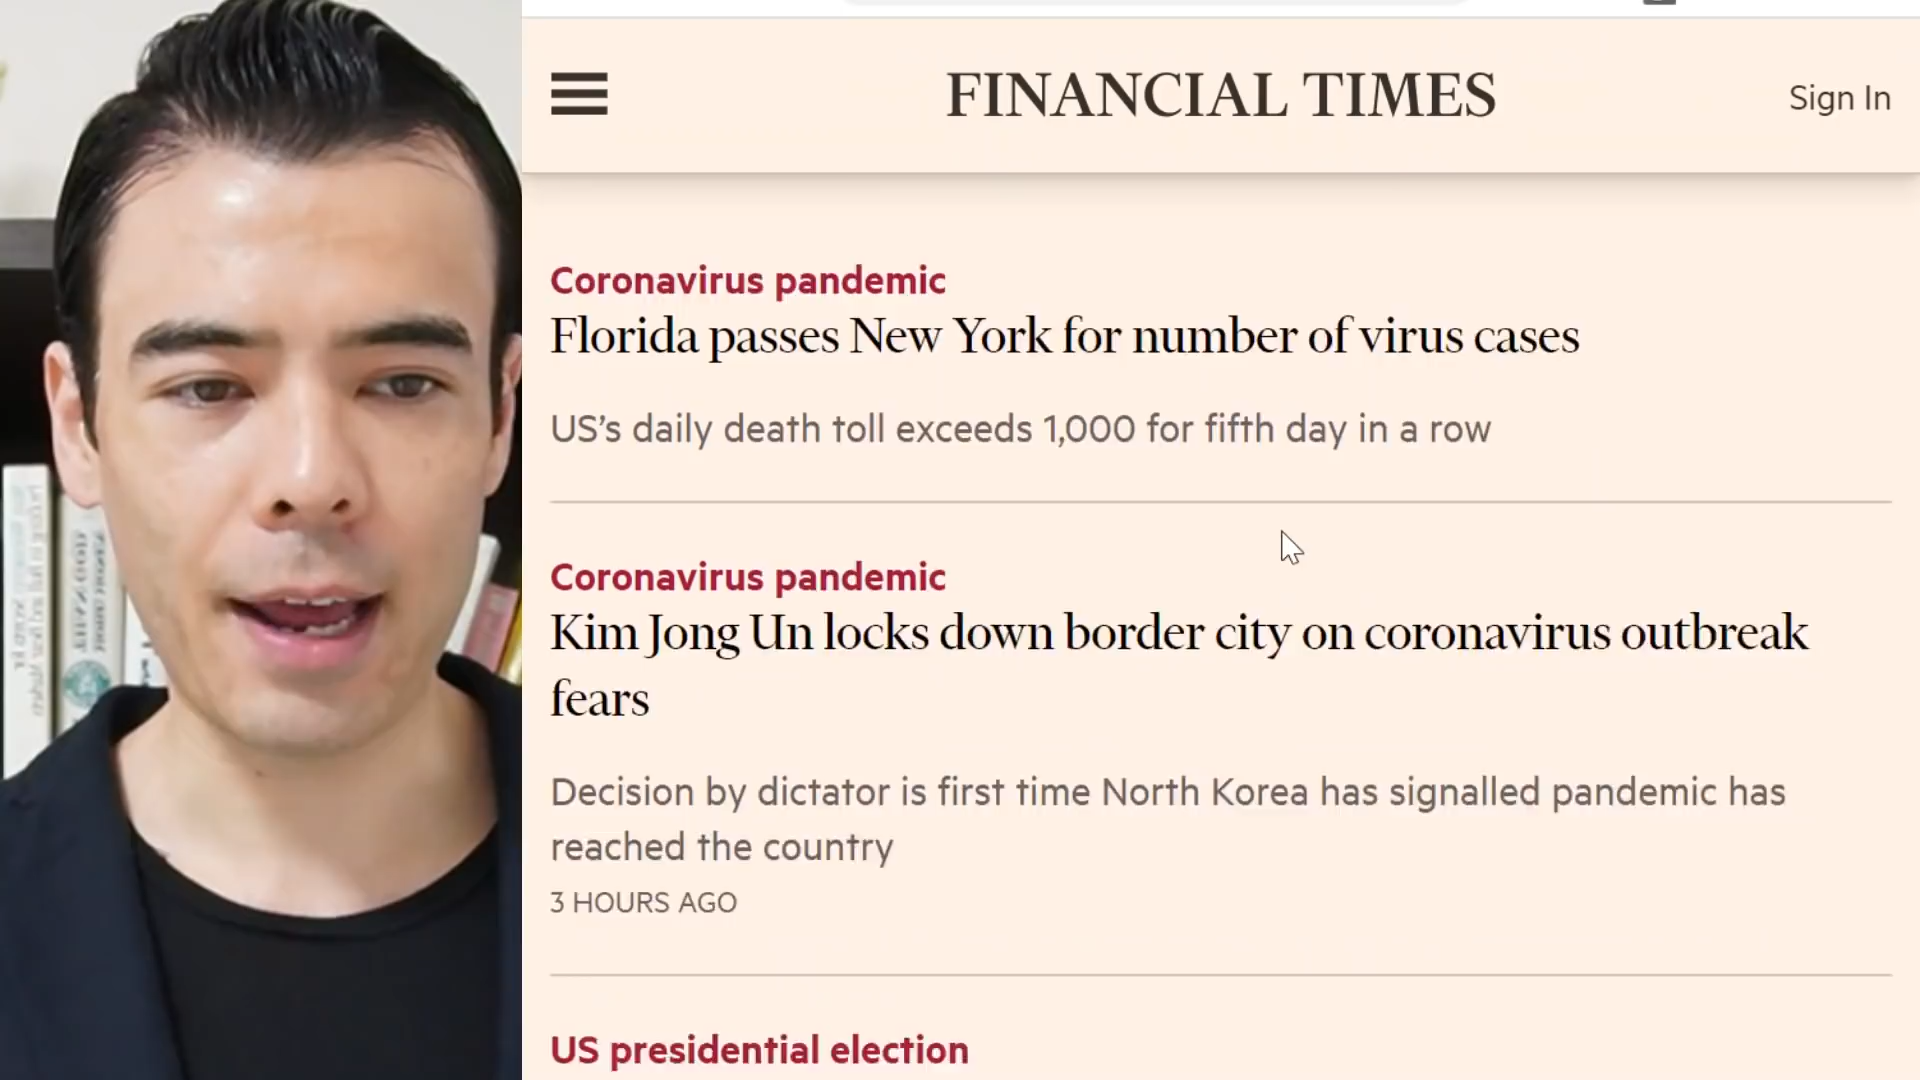 FINANCIAL TIMES
Sign In
Coronavirus pandemic
Florida passes New York for number of virus cases
US’s daily death toll exceeds 1,000 for fifth day in a row
Coronavirus pandemic
Kim Jong Un locks down border city on coronavirus outbreak
fears
Decision by dictator is first time North Korea has signalled pandemic has
reached the country
3 HOURS AGO
US presidential election